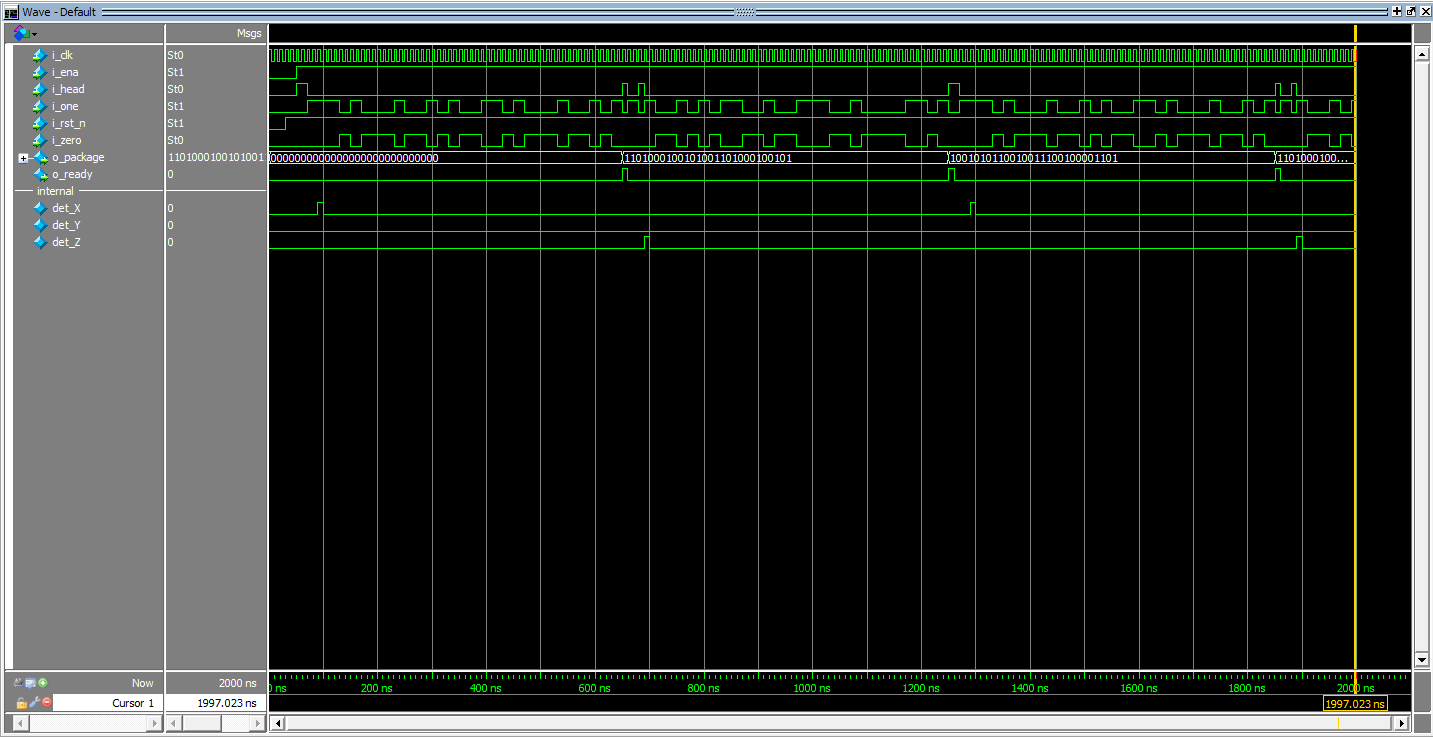 Wave - Default
Msgs
i_clk St0
i_ena St1
i_head St0
i_one St1
i_rst_n St1
i_zero St0
o_package 1101000100101001 0000000000000000000000000000 1101000100101001101000100101 1001010110010011100100001101 1101000100...
o_ready 0
internal
det_X 0
det_Y 0
det_Z 0
Now 2000 ns
ns 200 ns 400 ns 600 ns 800 ns 1000 ns 1200 ns 1400 ns 1600 ns 1800 ns 2000 ns
Cursor 1 1997.023 ns 1997.023 ns